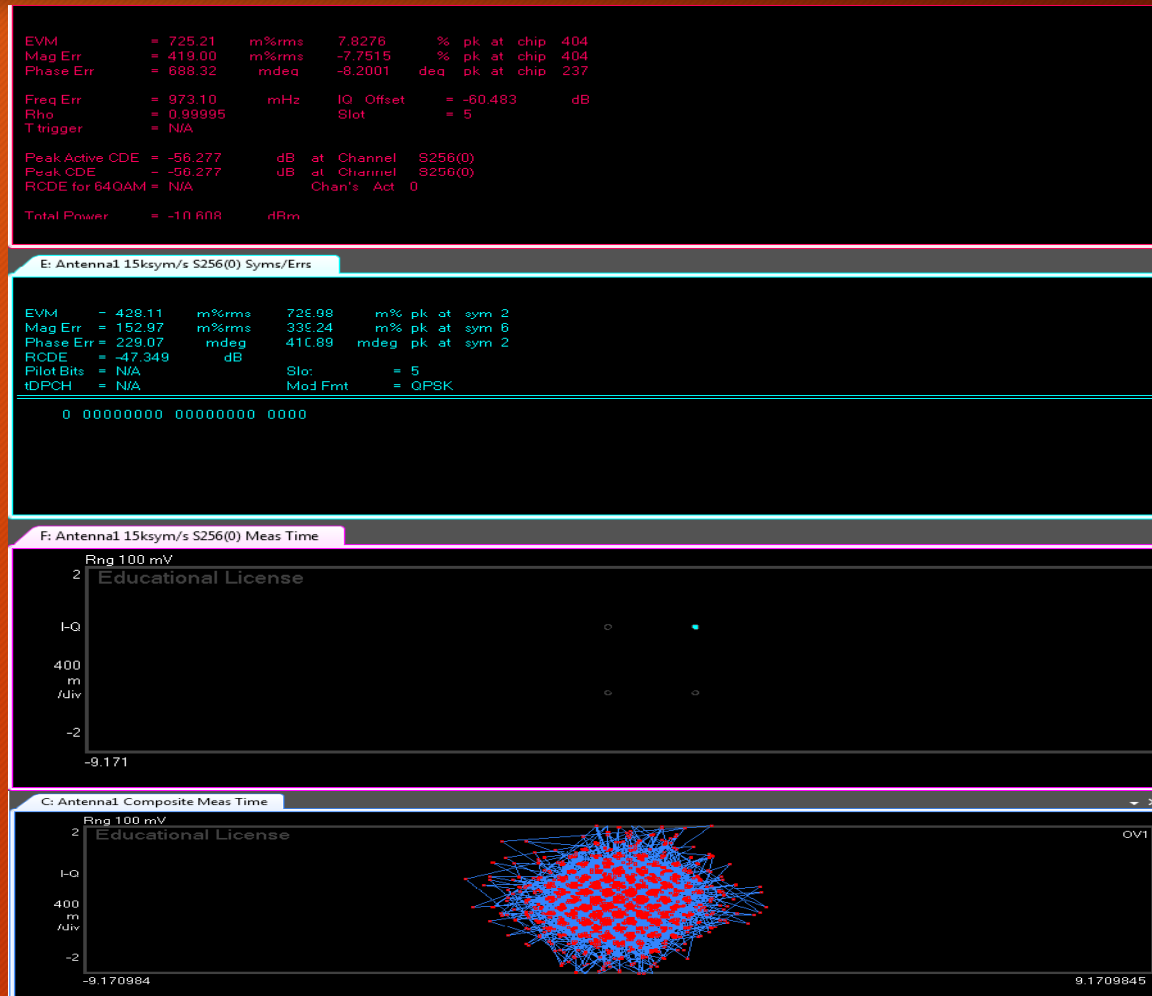 EVM = 725.21 m%rms 7.8276 % pk at chip 404
Mag Err = 419.00 m%rms -7.7515 % pk at chip 404
Phase Err = 688.32 mdeg -8.2001 deg pk at chip 237
Freq Err = 973.10 mHz IQ Offset = -60.483 dB
Rho = 0.99995 Slot = 5
T trigger = N/A
Peak Active CDE = -56.277 dB at Channel S256(0)
Peak CDE = -56.277 dB at Channel S256(0)
RCDE for 64QAM = N/A Chan's Act 0
Total Power = -10.608 dBm
E: Antenna1 15ksym/s S256(0) Syms/Errs
EVM = 428.11 m%rms 726.98 m% pk at sym 2
Mag Err = 152.97 m%rms 339.24 m% pk at sym 6
Phase Err = 229.07 mdeg 410.89 mdeg pk at sym 2
RCDE = -47.349 dB
Pilot Bits = N/A Slot = 5
tDPCH = N/A Mod Fmt = QPSK
0 00000000 00000000 0000
F: Antenna1 15ksym/s S256(0) Meas Time
Rng 100 mV
2 Educational License
I-Q
400
m
/div
-2
-9.171
C: Antenna1 Composite Meas Time
Rng 100 mV
2 Educational License OV1
I-Q
400
m
/div
-2
-9.170984 9.1709845